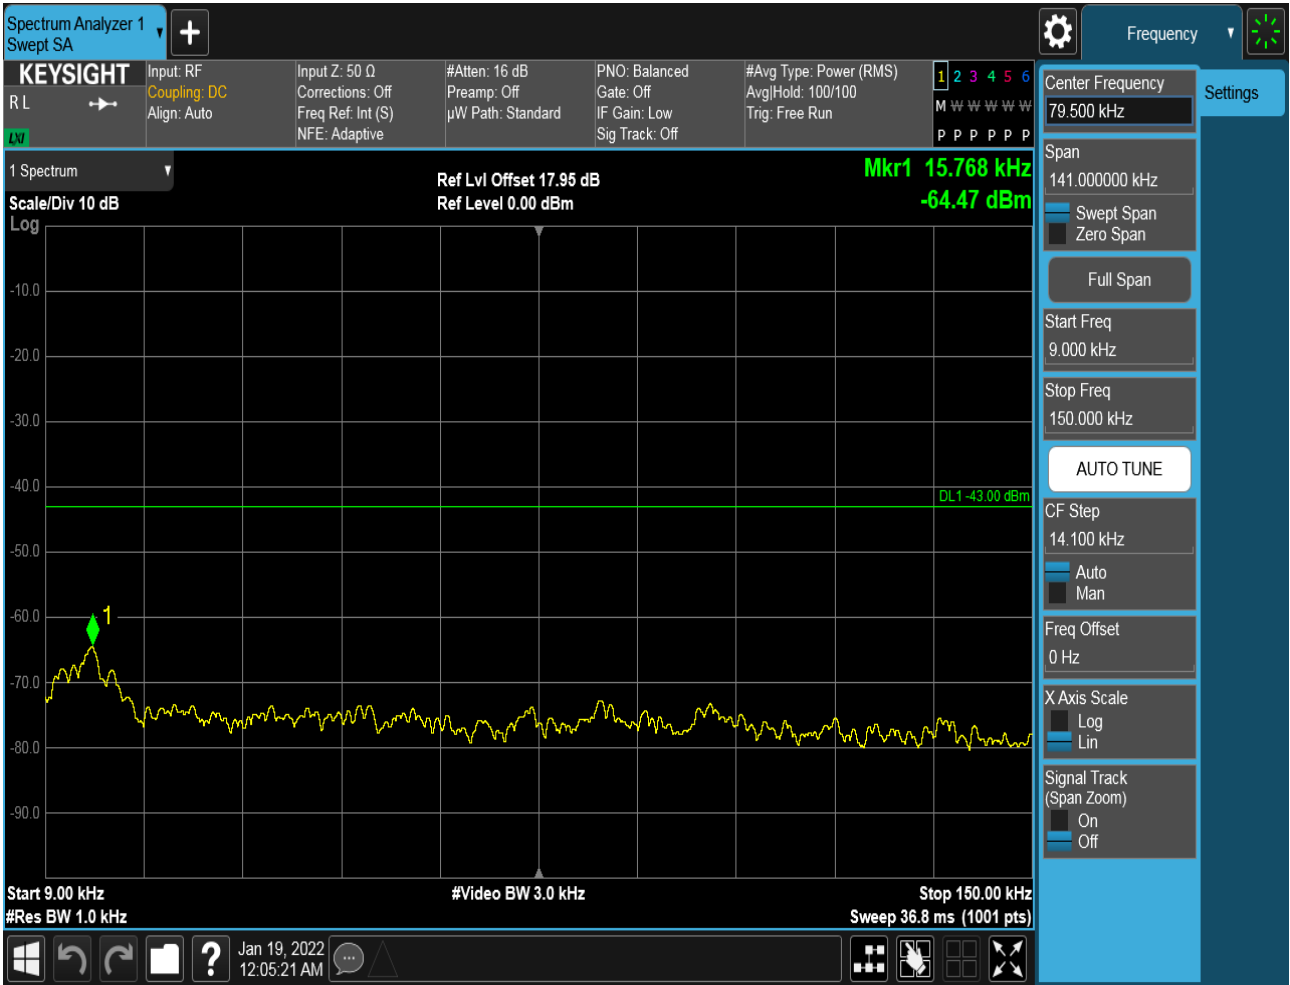 Spectrum Analyzer 1
Swept SA
Frequency
KEYSIGHT
R L
LXI
Input: RF
Coupling: DC
Align: Auto
Input Z: 50 Ω
Corrections: Off
Freq Ref: Int (S)
NFE: Adaptive
#Atten: 16 dB
Preamp: Off
µW Path: Standard
PNO: Balanced
Gate: Off
IF Gain: Low
Sig Track: Off
#Avg Type: Power (RMS)
Avg|Hold: 100/100
Trig: Free Run
1 2 3 4 5 6
M W W W W W
P P P P P P
1 Spectrum
Scale/Div 10 dB
Log
Ref Lvl Offset 17.95 dB
Ref Level 0.00 dBm
Mkr1 15.768 kHz
-64.47 dBm
-10.0
-20.0
-30.0
-40.0
DL1 -43.00 dBm
-50.0
-60.0
1
-70.0
-80.0
-90.0
Start 9.00 kHz
#Video BW 3.0 kHz
Stop 150.00 kHz
#Res BW 1.0 kHz
Sweep 36.8 ms (1001 pts)
Jan 19, 2022
12:05:21 AM
?
Center Frequency
79.500 kHz
Settings
Span
141.000000 kHz
Swept Span
Zero Span
Full Span
Start Freq
9.000 kHz
Stop Freq
150.000 kHz
AUTO TUNE
CF Step
14.100 kHz
Auto
Man
Freq Offset
0 Hz
X Axis Scale
Log
Lin
Signal Track
(Span Zoom)
On
Off